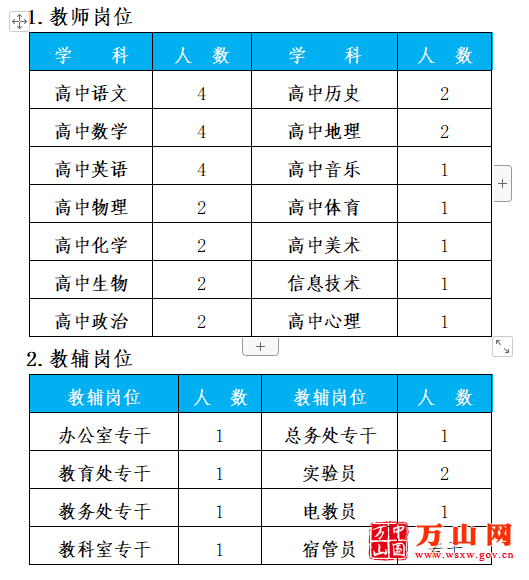 1.教师岗位
学 科 人 数 学 科 人 数
高中语文 4 高中历史 2
高中数学 4 高中地理 2
高中英语 4 高中音乐 1
高中物理 2 高中体育 1
高中化学 2 高中美术 1
高中生物 2 信息技术 1
高中政治 2 高中心理 1
2.教辅岗位
教辅岗位 人 数 教辅岗位 人 数
办公室专干 1 总务处专干 1
教育处专干 1 实验员 2
教务处专干 1 电教员 1
教科室专干 1 宿管员
中国万山 万山网
www.wsxw.gov.cn